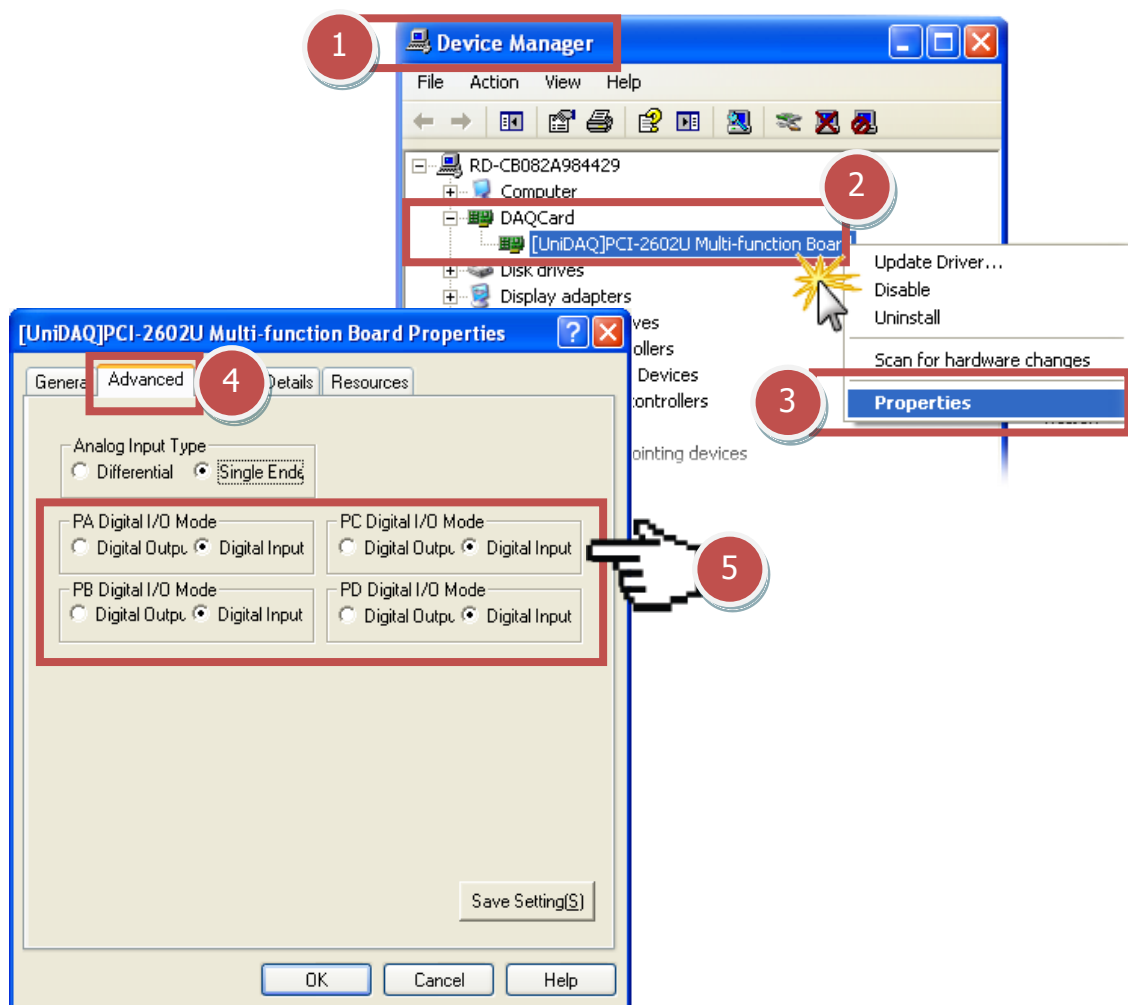 1
Device Manager
File Action View Help
RD-CB082A984429
2
Computer
DAQCard
[UniDAQ]PCI-2602U Multi-function Boar
Update Driver...
Disk drives
Disable
Display adapters
Uninstall
[UniDAQ]PCI-2602U Multi-function Board Properties
ves
ollers
Scan for hardware changes
Devices
4
General Advanced Details Resources
controllers
3
Properties
Analog Input Type
Differential Single Ende
ointing devices
PA Digital I/O Mode PC Digital I/O Mode
Digital Outpu Digital Input Digital Outpu Digital Input
5
PB Digital I/O Mode PD Digital I/O Mode
Digital Outpu Digital Input Digital Outpu Digital Input
Save Setting(S)
OK Cancel Help